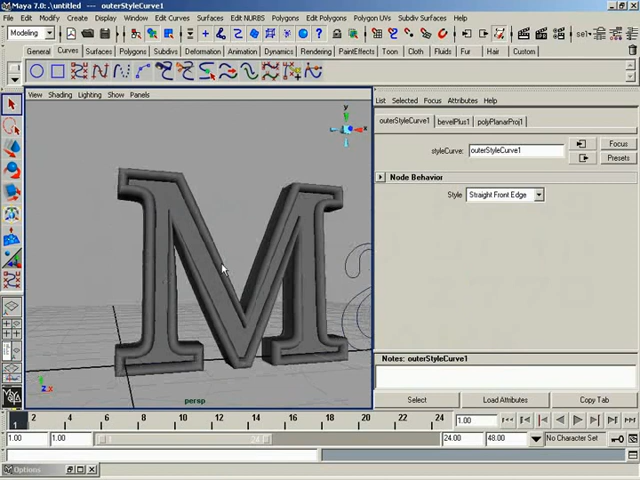 Maya 7.0: .\untitled --- outerStyleCurve1
File Edit Modify Create Display Window Edit Curves Surfaces Edit NURBS Polygons Edit Polygons Polygon UVs Subdiv Surfaces Help
Modeling sel
General Curves Surfaces Polygons Subdivs Deformation Animation Dynamics Rendering PaintEffects Toon Cloth Fluids Fur Hair Custom
View Shading Lighting Show Panels
List Selected Focus Attributes Help
outerStyleCurve1 bevelPlus1 polyPlanarProj1
styleCurve: outerStyleCurve1 Focus
Presets
Node Behavior
Style Straight Front Edge
y
x
M
z x
persp
Notes: outerStyleCurve1
Select Load Attributes Copy Tab
2 4 6 8 10 12 14 16 18 20 22 24 1.00
1.00 1.00 24 24.00 48.00 No Character Set
Options